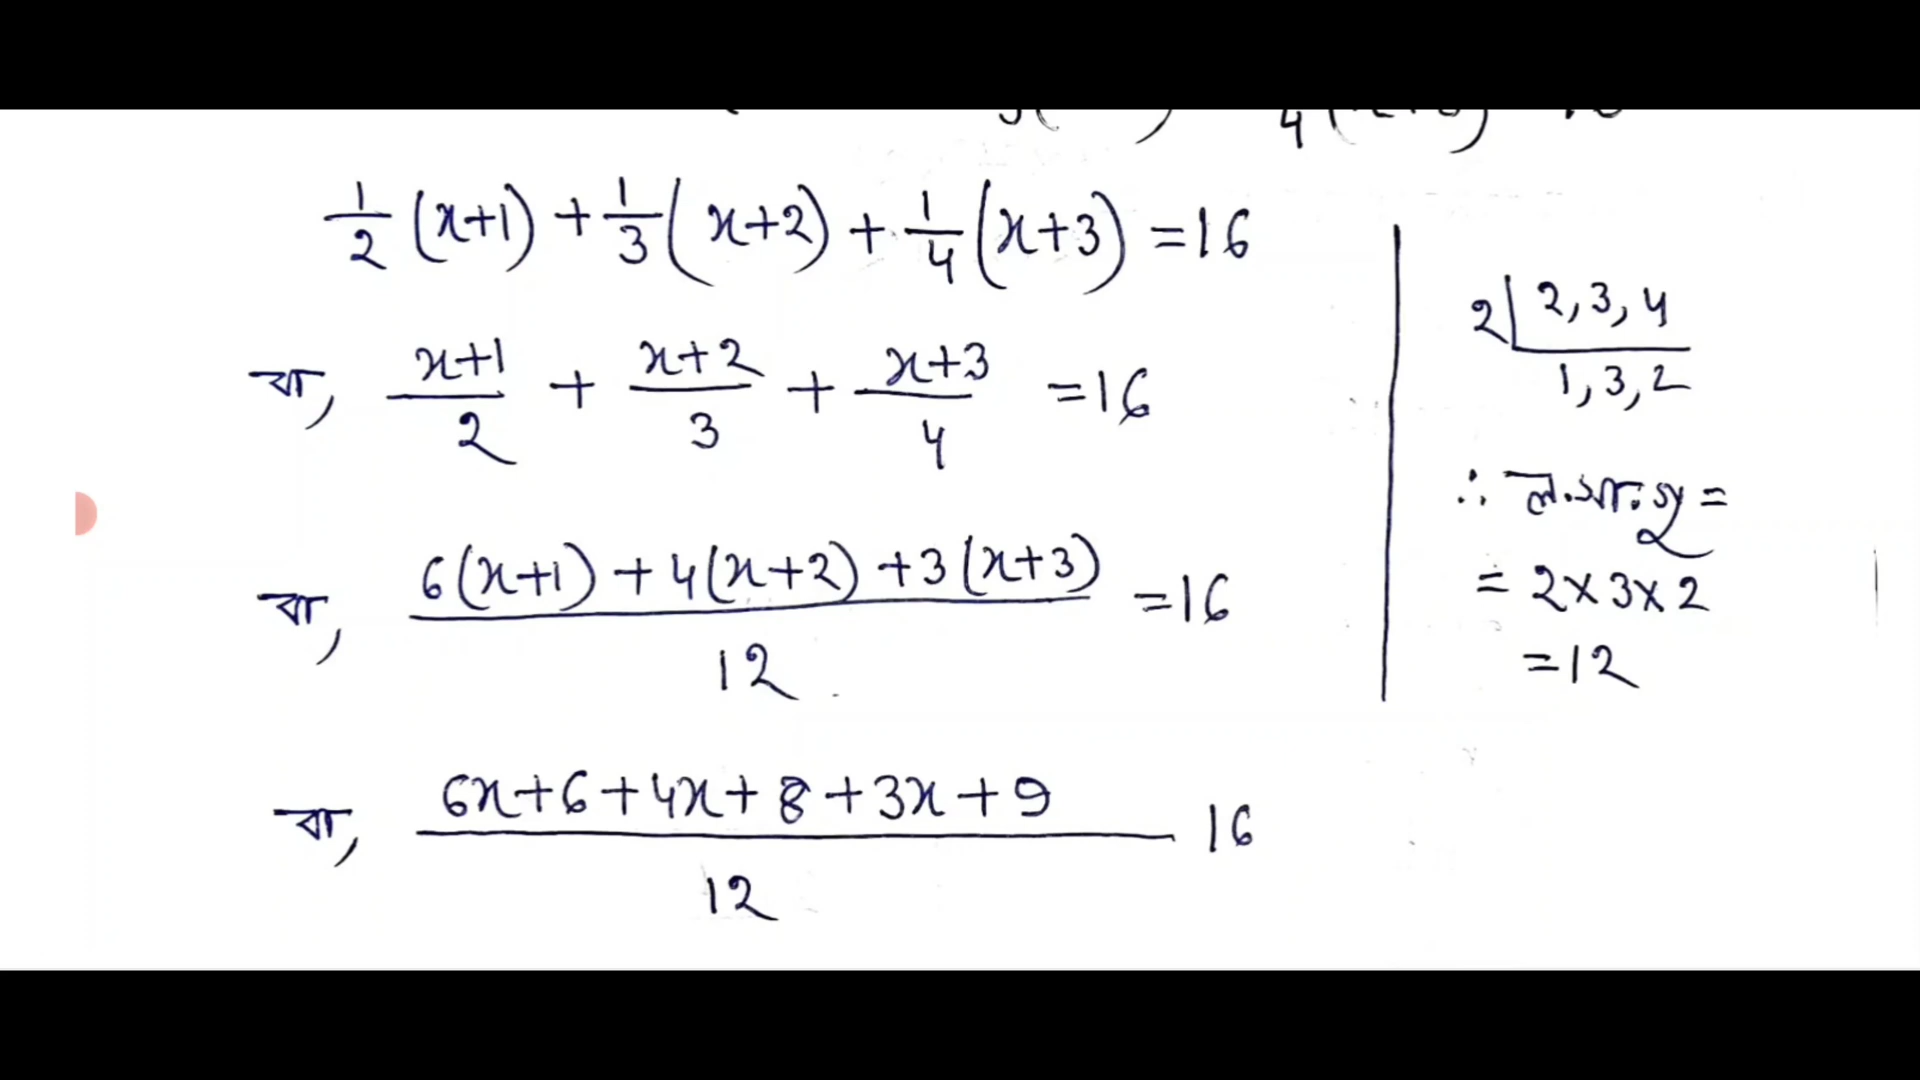 1/2 (x+1) + 1/3 (x+2) + 1/4 (x+3) = 16
বা, x+1/2 + x+2/3 + x+3/4 = 16
বা, 6(x+1) + 4(x+2) + 3(x+3)/12 = 16
বা, 6x+6+4x+8+3x+9/12 16
2 | 2, 3, 4
1, 3, 2
∴ ল.সা.গু =
= 2×3×2
= 12